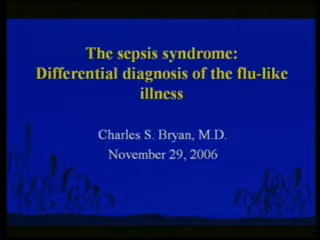 The sepsis syndrome:
Differential diagnosis of the flu-like
illness
Charles S. Bryan, M.D.
November 29, 2006